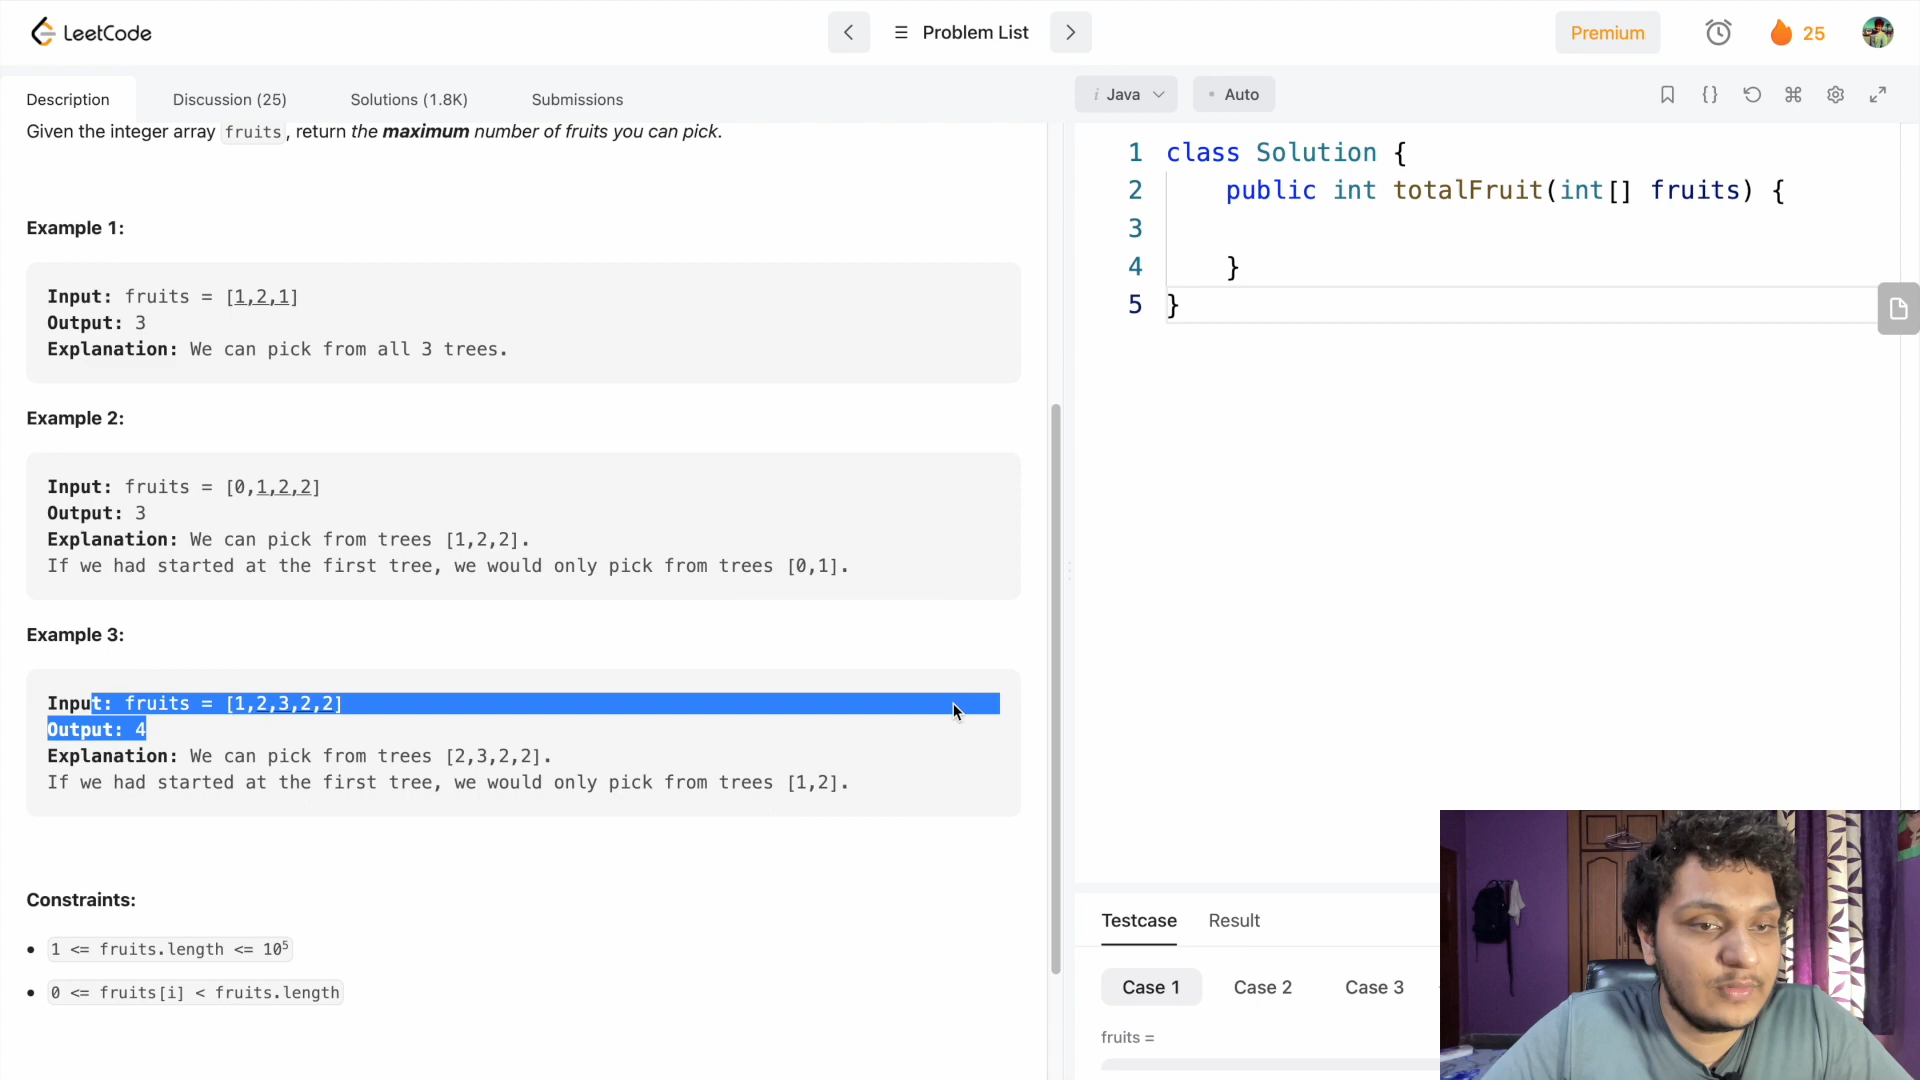 LeetCode
Problem List
Premium
25
Description
Discussion (25)
Solutions (1.8K)
Submissions
Given the integer array fruits, return the maximum number of fruits you can pick.
Example 1:
Input: fruits = [1,2,1]
Output: 3
Explanation: We can pick from all 3 trees.
Example 2:
Input: fruits = [0,1,2,2]
Output: 3
Explanation: We can pick from trees [1,2,2].
If we had started at the first tree, we would only pick from trees [0,1].
Example 3:
Input: fruits = [1,2,3,2,2]
Output: 4
Explanation: We can pick from trees [2,3,2,2].
If we had started at the first tree, we would only pick from trees [1,2].
Constraints:
• 1 <= fruits.length <= 10⁵
• 0 <= fruits[i] < fruits.length
i Java
• Auto
1 class Solution {
2 public int totalFruit(int[] fruits) {
3
4 }
5 }
Testcase
Result
Case 1
Case 2
Case 3
fruits =